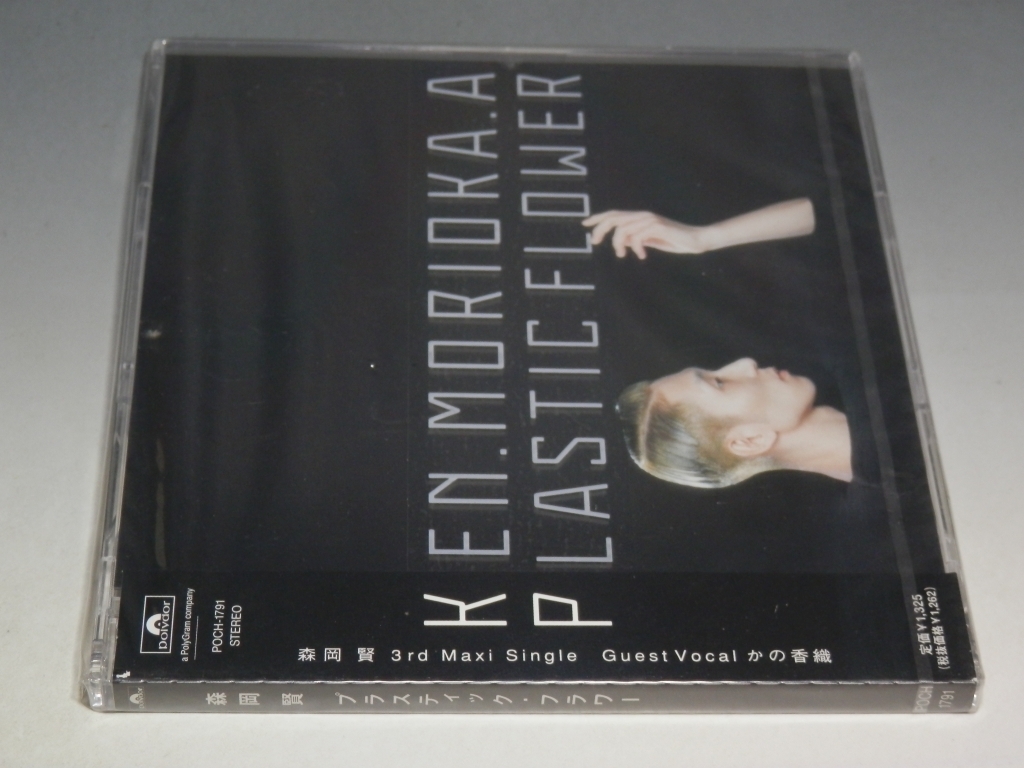 KEN.MORIOKA.A
PLASTICFLOWER
polydor
a PolyGram company
POCH-1791
STEREO
森岡 賢 3rd Maxi Single Guest Vocal かの香織
定価￥1,325
(税抜価格￥1,262)
polydor
森岡 賢 プラスティック・フラワー
POCH
1791